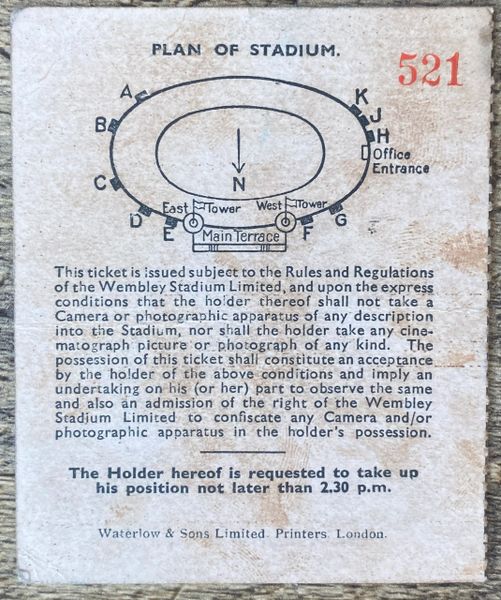 PLAN OF STADIUM.
521
A
K
J
B
H
Office
Entrance
N
C
East Tower
West Tower
D
G
E
F
Main Terrace
This ticket is issued subject to the Rules and Regulations
of the Wembley Stadium Limited, and upon the express
conditions that the holder thereof shall not take a
Camera or photographic apparatus of any description
into the Stadium, nor shall the holder take any cine-
matograph picture or photograph of any kind. The
possession of this ticket shall constitute an acceptance
by the holder of the above conditions and imply an
undertaking on his (or her) part to observe the same
and also an admission of the right of the Wembley
Stadium Limited to confiscate any Camera and/or
photographic apparatus in the holder's possession.
The Holder hereof is requested to take up
his position not later than 2.30 p.m.
Waterlow & Sons Limited. Printers. London.